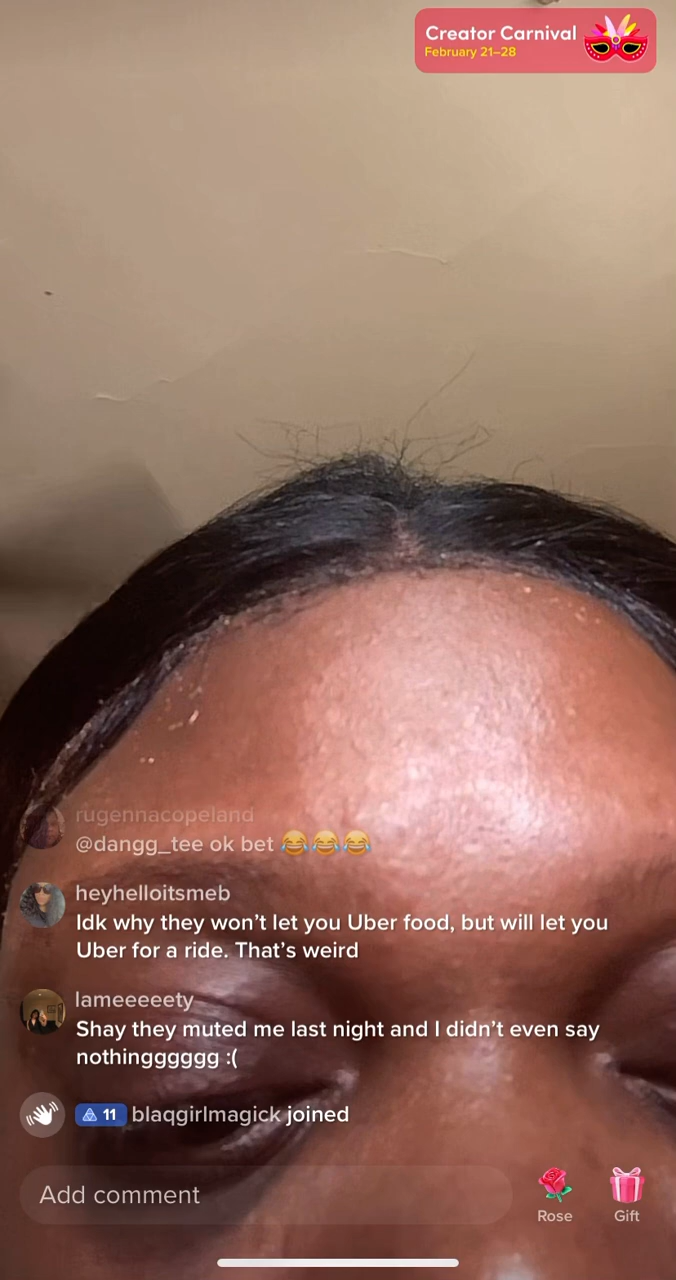 Creator Carnival
February 21–28
rugennacopeland
@dangg_tee ok bet 😂😂😂
heyhelloitsmeb
Idk why they won’t let you Uber food, but will let you
Uber for a ride. That’s weird
lameeeeety
Shay they muted me last night and I didn’t even say
nothingggggg :(
11 blaqgirlmagick joined
Add comment
Rose
Gift